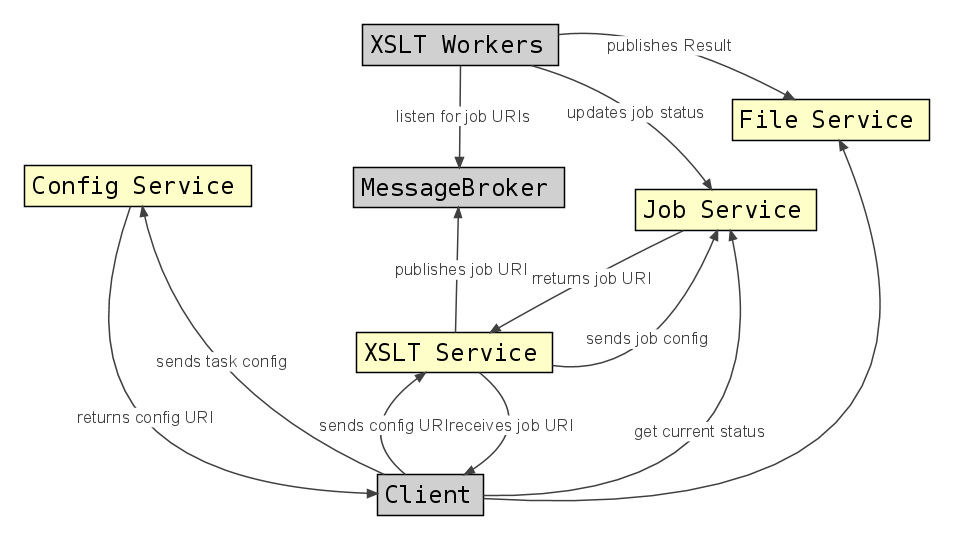 XSLT Workers
publishes Result
listen for job URIs
updates job status
File Service
Config Service
MessageBroker
Job Service
publishes job URI
rreturns job URI
sends job config
XSLT Service
sends task config
returns config URI
sends config URI
receives job URI
get current status
Client